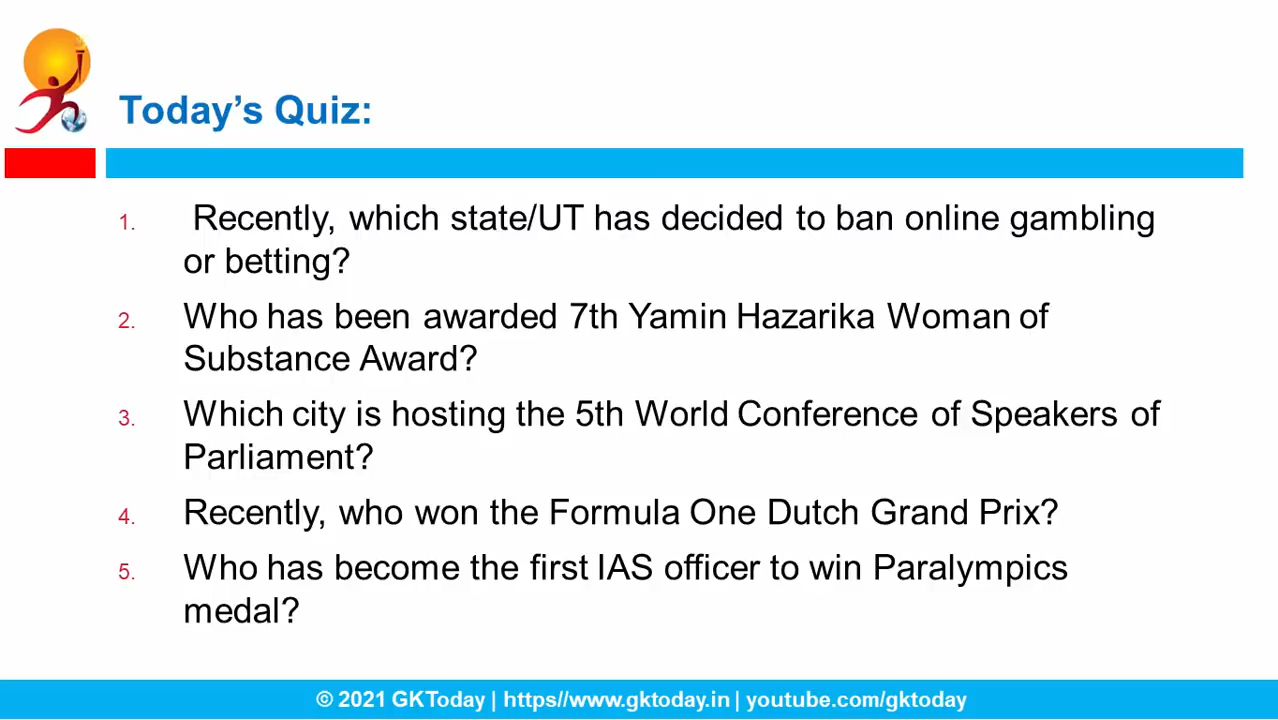 Today's Quiz:
1. Recently, which state/UT has decided to ban online gambling
or betting?
2. Who has been awarded 7th Yamin Hazarika Woman of
Substance Award?
3. Which city is hosting the 5th World Conference of Speakers of
Parliament?
4. Recently, who won the Formula One Dutch Grand Prix?
5. Who has become the first IAS officer to win Paralympics
medal?
© 2021 GKToday | https//www.gktoday.in | youtube.com/gktoday